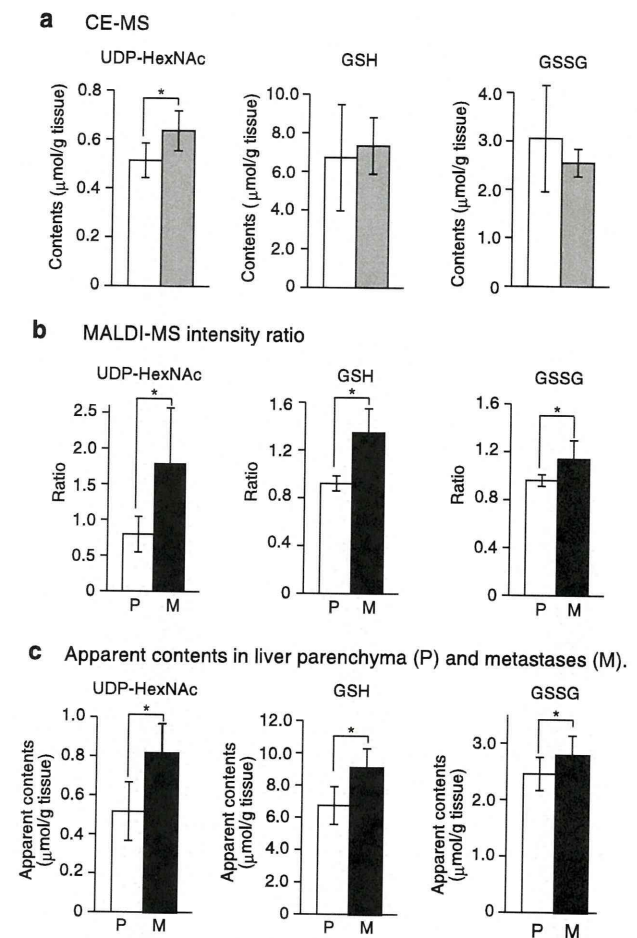 a CE-MS
UDP-HexNAc
GSH
GSSG
Contents (μmol/g tissue)
0.8
0.6
0.4
0.2
0
*
Contents (μmol/g tissue)
10.0
8.0
6.0
4.0
2.0
0
Contents (μmol/g tissue)
4.0
3.0
2.0
1.0
0
b MALDI-MS intensity ratio
UDP-HexNAc
GSH
GSSG
Ratio
2.5
2.0
1.5
1.0
0.5
0
*
P M
Ratio
1.6
1.2
0.8
0.4
0
*
P M
Ratio
1.6
1.2
0.8
0.4
0
*
P M
c Apparent contents in liver parenchyma (P) and metastases (M).
UDP-HexNAc
GSH
GSSG
Apparent contents
(μmol/g tissue)
1.0
0.8
0.6
0.4
0.2
0
*
P M
Apparent contents
(μmol/g tissue)
12.0
10.0
8.0
6.0
4.0
2.0
0
*
P M
Apparent contents
(μmol/g tissue)
3.0
2.0
1.0
0
*
P M